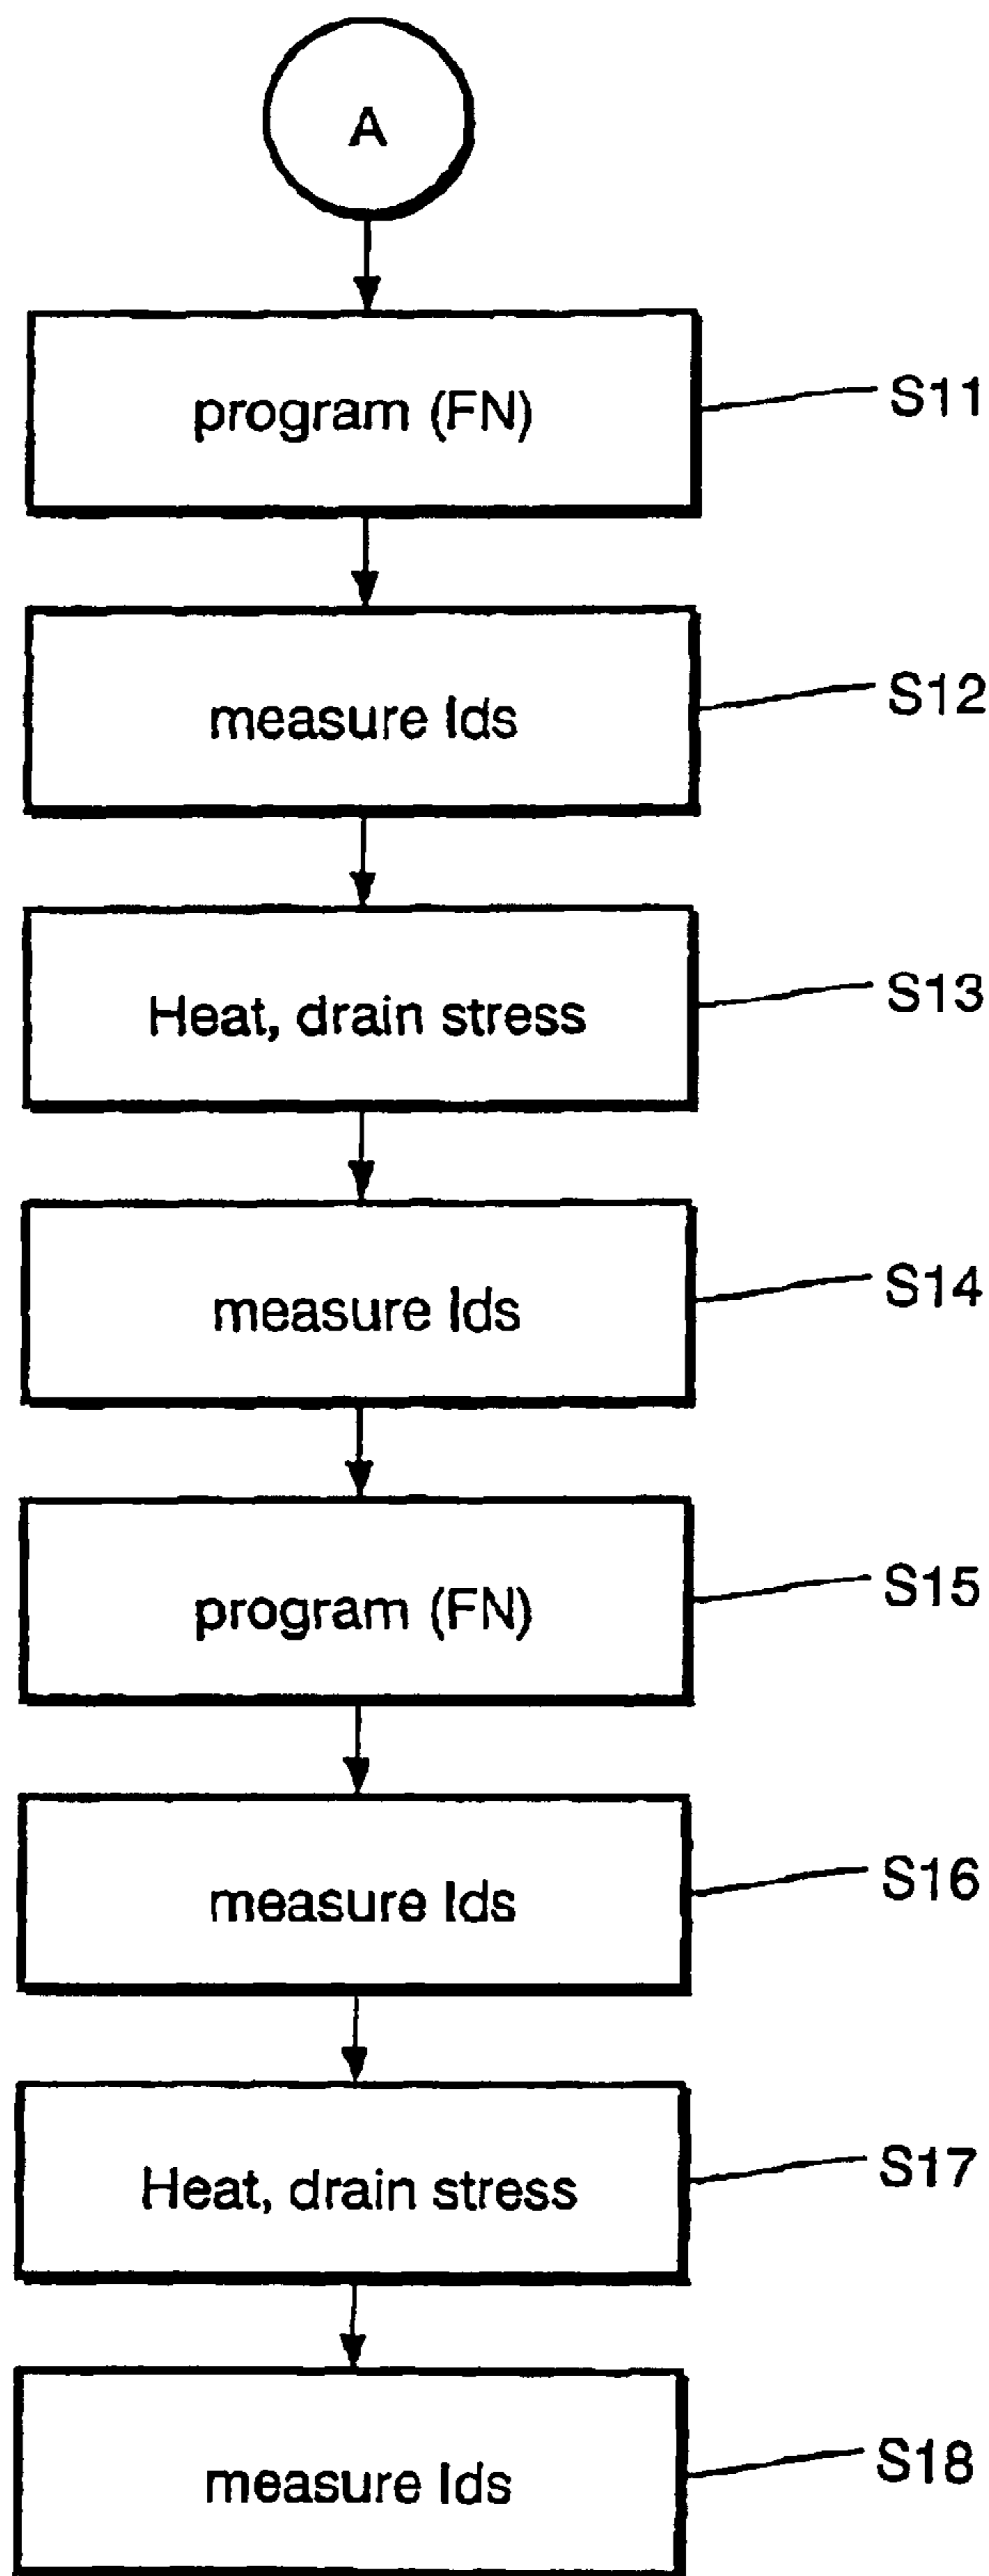 A
program (FN)
S11
measure Ids
S12
Heat, drain stress
S13
measure Ids
S14
program (FN)
S15
measure Ids
S16
Heat, drain stress
S17
measure Ids
S18